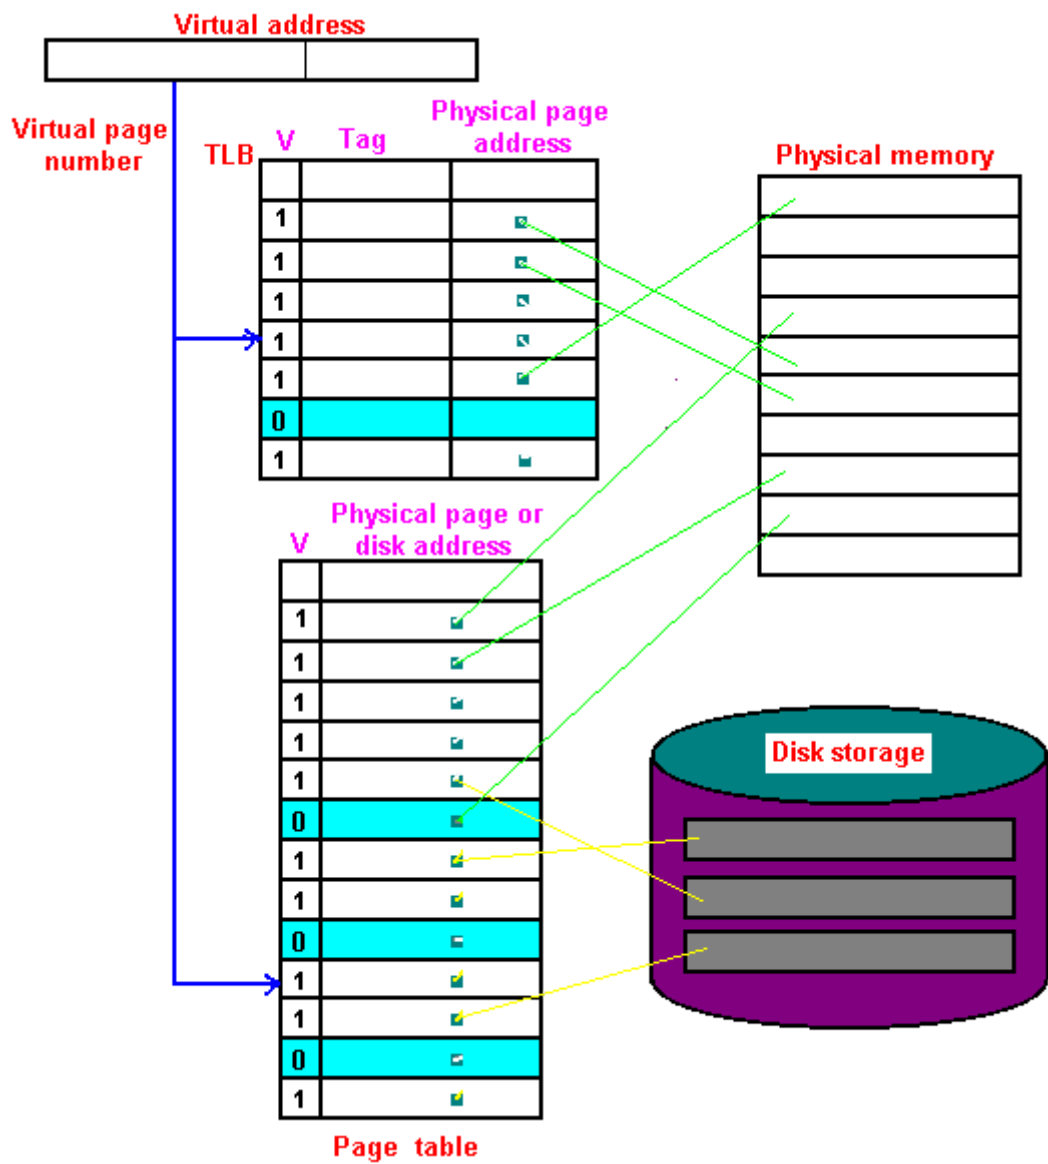 Virtual address
Virtual page
number
TLB
V
Tag
Physical page
address
Physical memory
1
1
1
1
1
0
1
Physical page or
disk address
V
1
1
1
1
1
0
1
1
0
1
1
0
1
Disk storage
Page table